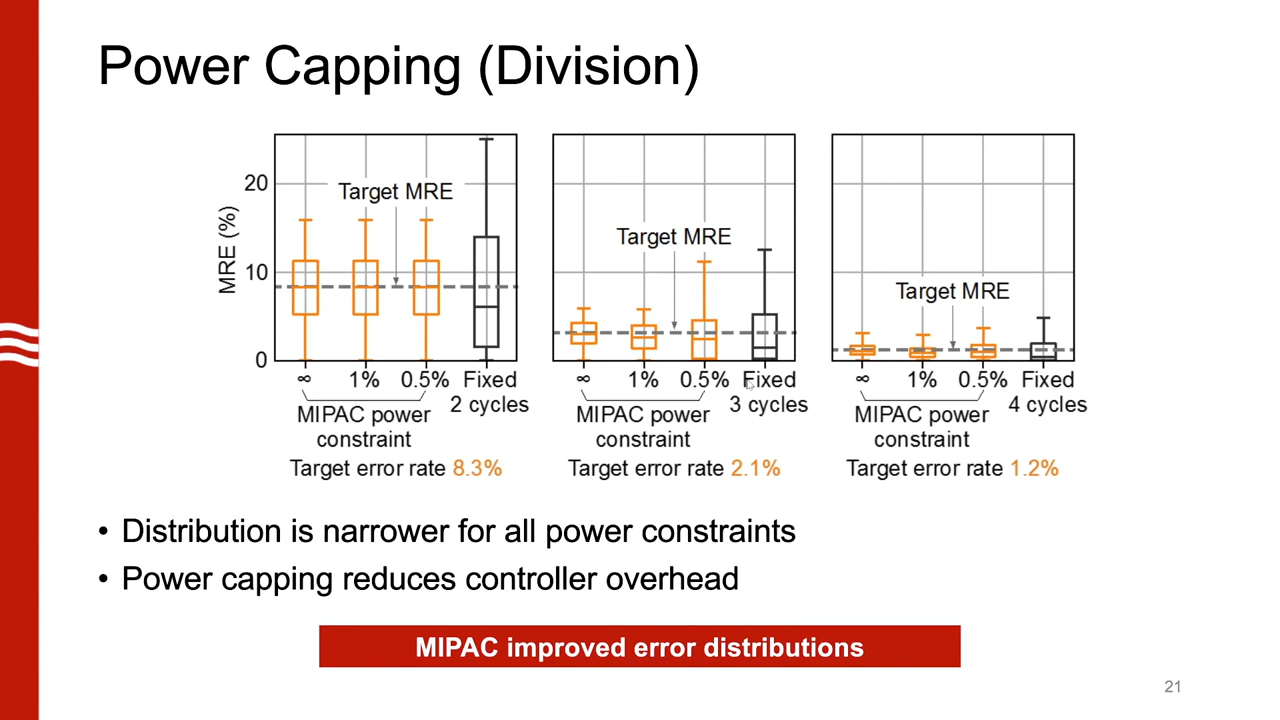 Power Capping (Division)
MRE (%)
20
10
0
Target MRE
∞ 1% 0.5% Fixed
2 cycles
MIPAC power
constraint
Target error rate 8.3%
Target MRE
∞ 1% 0.5% Fixed
3 cycles
MIPAC power
constraint
Target error rate 2.1%
Target MRE
∞ 1% 0.5% Fixed
4 cycles
MIPAC power
constraint
Target error rate 1.2%
• Distribution is narrower for all power constraints
• Power capping reduces controller overhead
MIPAC improved error distributions
21